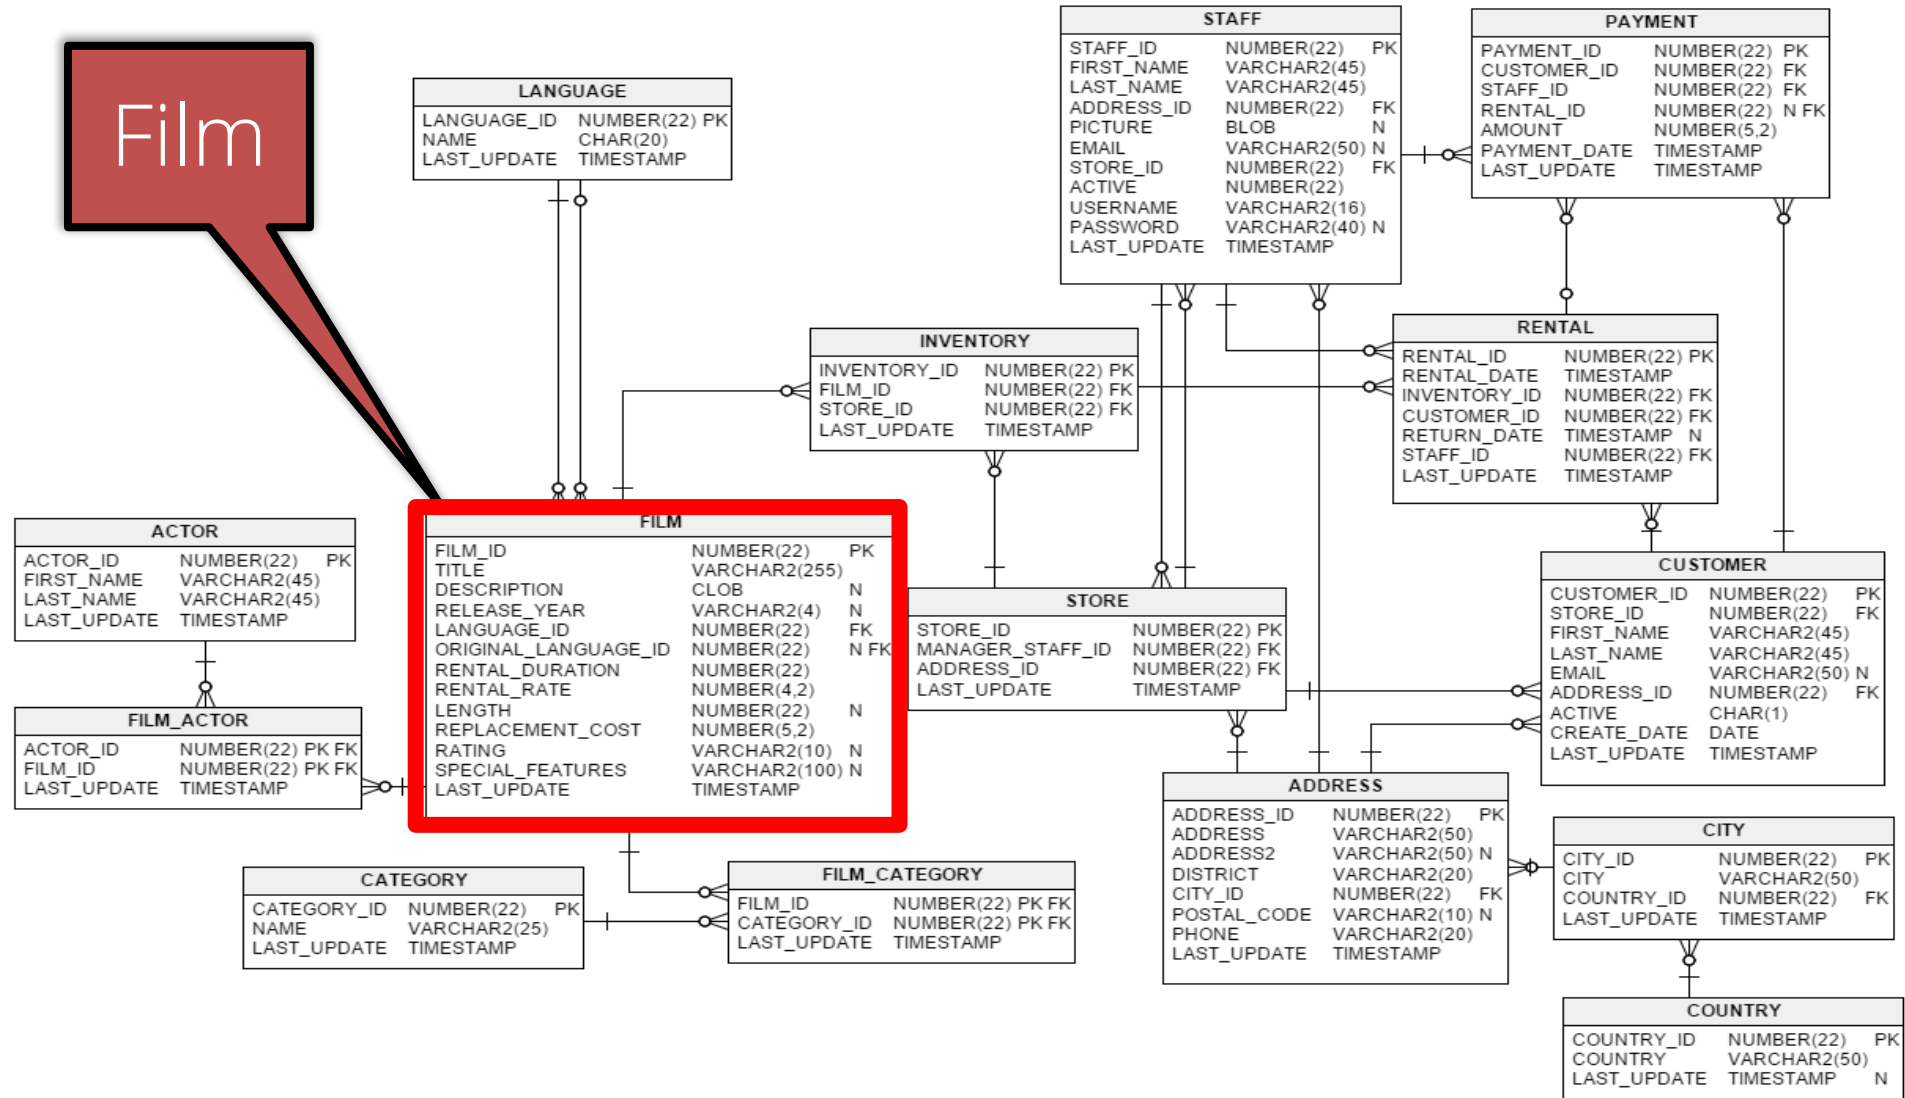 Film
LANGUAGE
LANGUAGE_ID NUMBER(22) PK
NAME CHAR(20)
LAST_UPDATE TIMESTAMP
STAFF
STAFF_ID NUMBER(22) PK
FIRST_NAME VARCHAR2(45)
LAST_NAME VARCHAR2(45)
ADDRESS_ID NUMBER(22) FK
PICTURE BLOB N
EMAIL VARCHAR2(50) N
STORE_ID NUMBER(22) FK
ACTIVE NUMBER(22)
USERNAME VARCHAR2(16)
PASSWORD VARCHAR2(40) N
LAST_UPDATE TIMESTAMP
PAYMENT
PAYMENT_ID NUMBER(22) PK
CUSTOMER_ID NUMBER(22) FK
STAFF_ID NUMBER(22) FK
RENTAL_ID NUMBER(22) N FK
AMOUNT NUMBER(5,2)
PAYMENT_DATE TIMESTAMP
LAST_UPDATE TIMESTAMP
INVENTORY
INVENTORY_ID NUMBER(22) PK
FILM_ID NUMBER(22) FK
STORE_ID NUMBER(22) FK
LAST_UPDATE TIMESTAMP
RENTAL
RENTAL_ID NUMBER(22) PK
RENTAL_DATE TIMESTAMP
INVENTORY_ID NUMBER(22) FK
CUSTOMER_ID NUMBER(22) FK
RETURN_DATE TIMESTAMP N
STAFF_ID NUMBER(22) FK
LAST_UPDATE TIMESTAMP
ACTOR
ACTOR_ID NUMBER(22) PK
FIRST_NAME VARCHAR2(45)
LAST_NAME VARCHAR2(45)
LAST_UPDATE TIMESTAMP
FILM
FILM_ID NUMBER(22) PK
TITLE VARCHAR2(255)
DESCRIPTION CLOB N
RELEASE_YEAR VARCHAR2(4) N
LANGUAGE_ID NUMBER(22) FK
ORIGINAL_LANGUAGE_ID NUMBER(22) N FK
RENTAL_DURATION NUMBER(22)
RENTAL_RATE NUMBER(4,2)
LENGTH NUMBER(22) N
REPLACEMENT_COST NUMBER(5,2)
RATING VARCHAR2(10) N
SPECIAL_FEATURES VARCHAR2(100) N
LAST_UPDATE TIMESTAMP
STORE
STORE_ID NUMBER(22) PK
MANAGER_STAFF_ID NUMBER(22) FK
ADDRESS_ID NUMBER(22) FK
LAST_UPDATE TIMESTAMP
CUSTOMER
CUSTOMER_ID NUMBER(22) PK
STORE_ID NUMBER(22) FK
FIRST_NAME VARCHAR2(45)
LAST_NAME VARCHAR2(45)
EMAIL VARCHAR2(50) N
ADDRESS_ID NUMBER(22) FK
ACTIVE CHAR(1)
CREATE_DATE DATE
LAST_UPDATE TIMESTAMP
FILM_ACTOR
ACTOR_ID NUMBER(22) PK FK
FILM_ID NUMBER(22) PK FK
LAST_UPDATE TIMESTAMP
ADDRESS
ADDRESS_ID NUMBER(22) PK
ADDRESS VARCHAR2(50)
ADDRESS2 VARCHAR2(50) N
DISTRICT VARCHAR2(20)
CITY_ID NUMBER(22) FK
POSTAL_CODE VARCHAR2(10) N
PHONE VARCHAR2(20)
LAST_UPDATE TIMESTAMP
CITY
CITY_ID NUMBER(22) PK
CITY VARCHAR2(50)
COUNTRY_ID NUMBER(22) FK
LAST_UPDATE TIMESTAMP
CATEGORY
CATEGORY_ID NUMBER(22) PK
NAME VARCHAR2(25)
LAST_UPDATE TIMESTAMP
FILM_CATEGORY
FILM_ID NUMBER(22) PK FK
CATEGORY_ID NUMBER(22) PK FK
LAST_UPDATE TIMESTAMP
COUNTRY
COUNTRY_ID NUMBER(22) PK
COUNTRY VARCHAR2(50)
LAST_UPDATE TIMESTAMP N